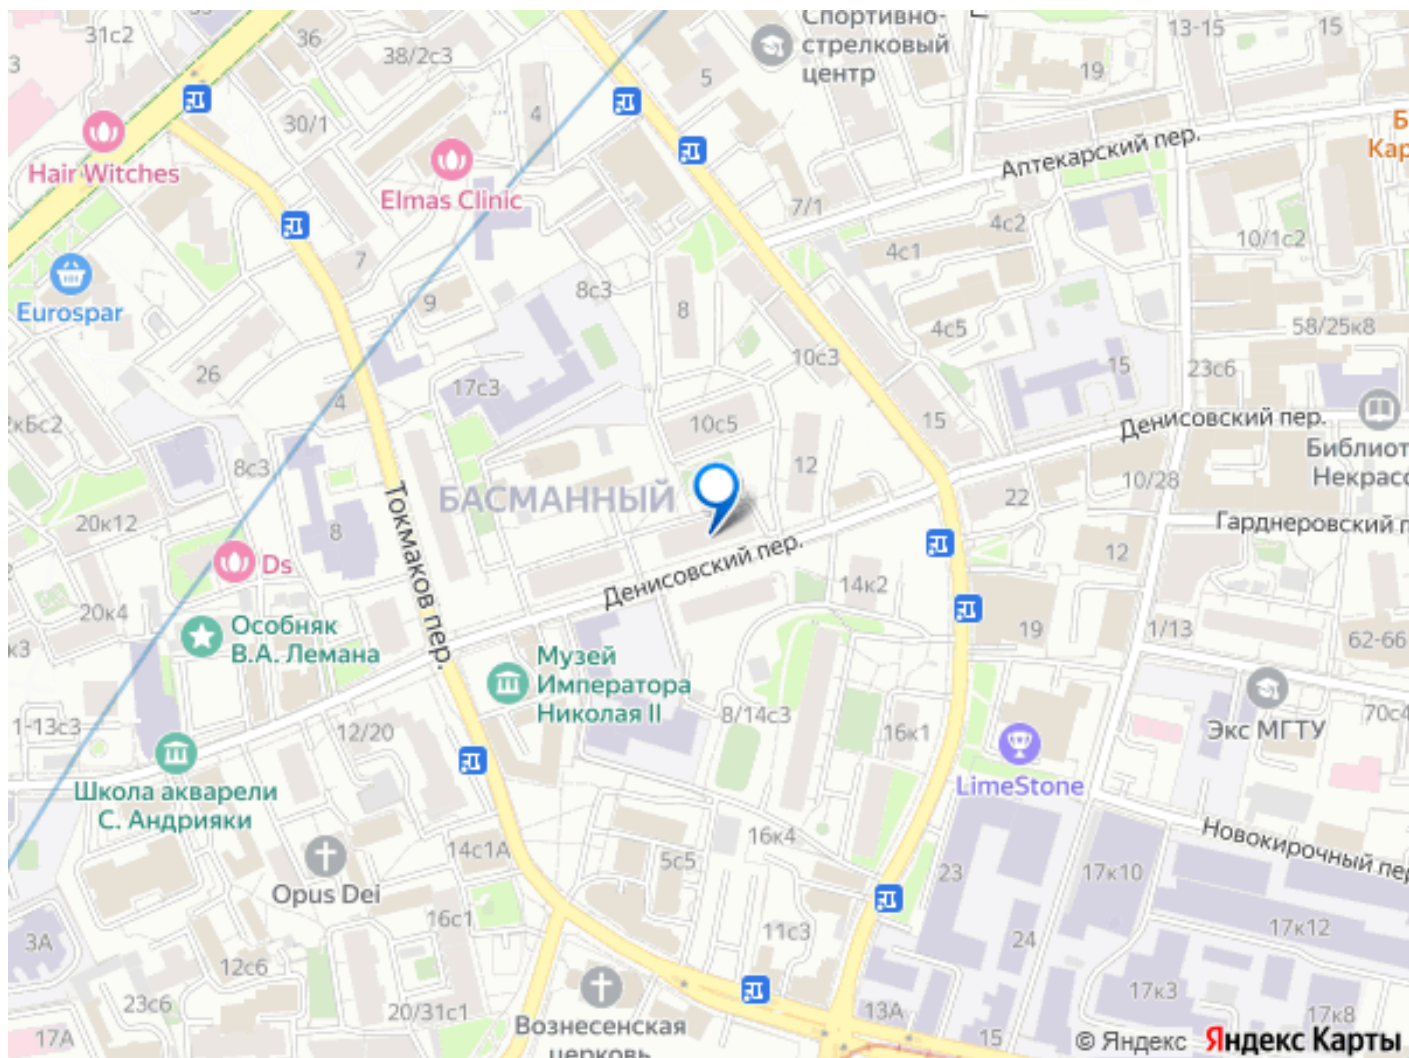 31с2
36
38/2с3
Спортивно-
стрелковый
центр
5
13-15
15
19
3
30/1
4
Hair Witches
Elmas Clinic
Аптекарский пер.
Б
Кар
7/1
4с2
4с1
10/1с2
7
Eurospar
9
8с3
8
4с5
58/25к8
10с3
15
23с6
26
17с3
4
10с5
15
Денисовский пер.
Библиот
Некрасс
2кБс2
8с3
12
БАСМАННЫЙ
22
10/28
20к12
Токмаков пер.
8
Гарднеровский п
12
Ds
Денисовский пер.
14к2
20к4
Особняк
В.А. Лемана
19
1/13
62-66
к3
Музей
Императора
Николая II
8/14с3
16к1
Экс МГТУ
70с4
1-13с3
12/20
LimeStone
Школа акварели
С. Андрияки
16к4
Новокирочный пер
14с1А
5с5
23
17к10
Opus Dei
16с1
11с3
24
17к12
3А
12с6
23с6
20/31с1
Вознесенская
церковь
13А
15
17к3
17к8
17А
© Яндекс Яндекс Карты